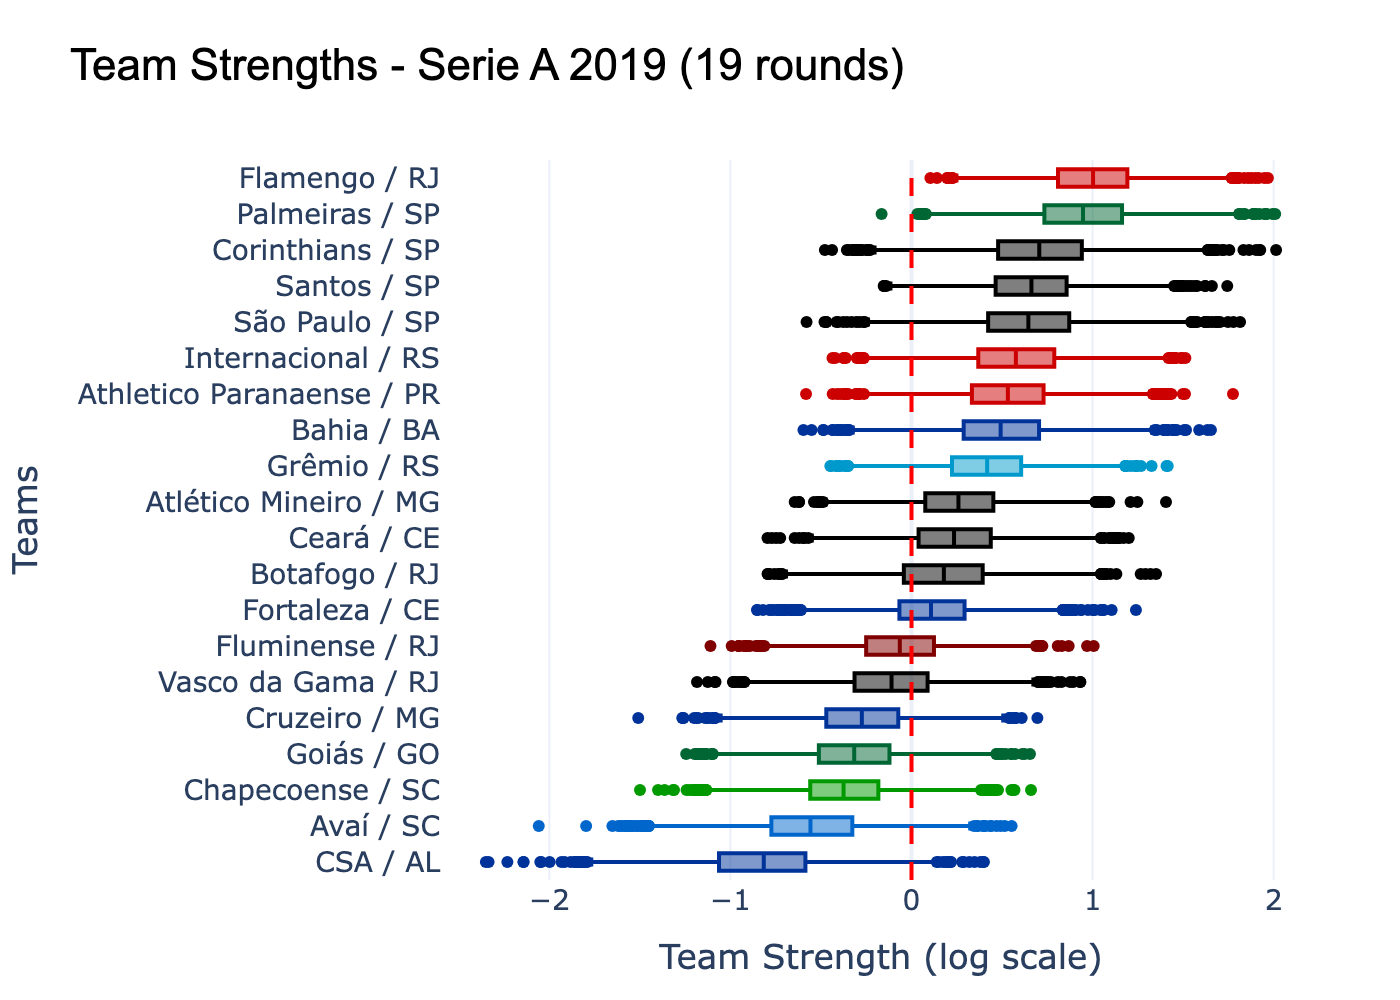 Team Strengths - Serie A 2019 (19 rounds)
Flamengo / RJ
Palmeiras / SP
Corinthians / SP
Santos / SP
São Paulo / SP
Internacional / RS
Athletico Paranaense / PR
Bahia / BA
Grêmio / RS
Atlético Mineiro / MG
Ceará / CE
Botafogo / RJ
Fortaleza / CE
Fluminense / RJ
Vasco da Gama / RJ
Cruzeiro / MG
Goiás / GO
Chapecoense / SC
Avaí / SC
CSA / AL
Teams
−2 −1 0 1 2
Team Strength (log scale)